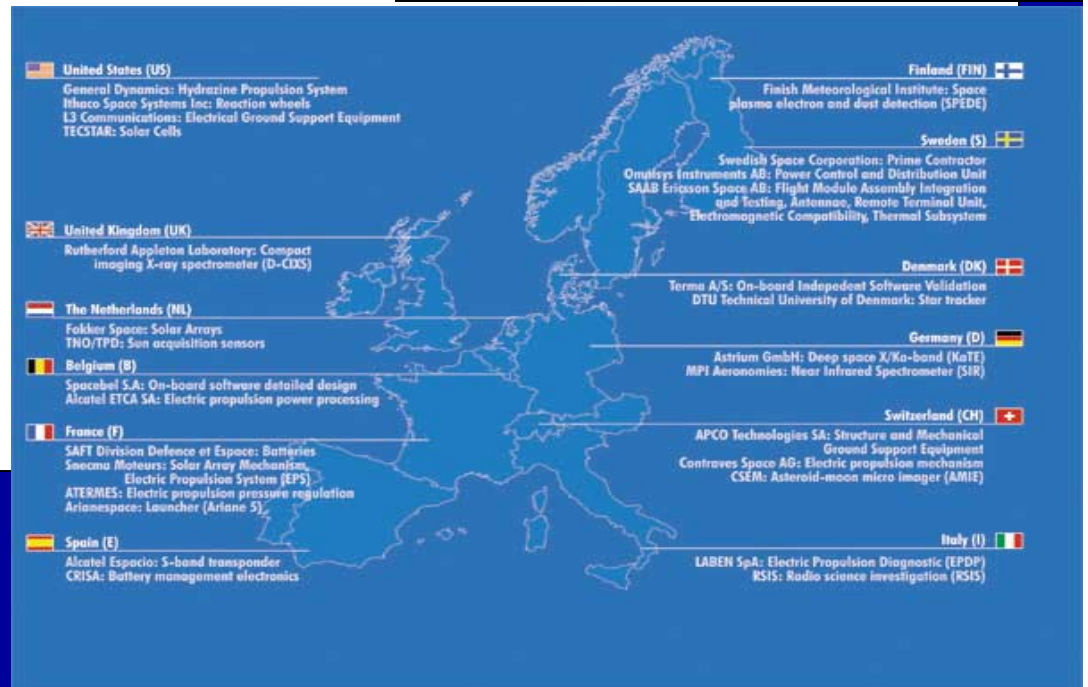 United States (US)
General Dynamics: Hydrazine Propulsion System
Ithaco Space Systems Inc: Reaction wheels
L3 Communications: Electrical Ground Support Equipment
TECSTAR: Solar Cells
United Kingdom (UK)
Rutherford Appleton Laboratory: Compact
imaging X-ray spectrometer (D-CIXS)
The Netherlands (NL)
Fokker Space: Solar Arrays
TNO/TPD: Sun acquisition sensors
Belgium (B)
Spacebel S.A: On-board software detailed design
Alcatel ETCA SA: Electric propulsion power processing
France (F)
SAFT Division Defence et Espace: Batteries
Snecma Moteurs: Solar Array Mechanism,
Electric Propulsion System (EPS)
ATERMES: Electric propulsion pressure regulation
Arianespace: Launcher (Ariane 5)
Spain (E)
Alcatel Espacio: S-band transponder
CRISA: Battery management electronics
Finland (FIN)
Finish Meteorological Institute: Space
plasma electron and dust detection (SPEDE)
Sweden (S)
Swedish Space Corporation: Prime Contractor
Omnisys Instruments AB: Power Control and Distribution Unit
SAAB Ericsson Space AB: Flight Module Assembly Integration
and Testing, Antennae, Remote Terminal Unit,
Electromagnetic Compatibility, Thermal Subsystem
Denmark (DK)
Terma A/S: On-board Indepedent Software Validation
DTU Technical University of Denmark: Star tracker
Germany (D)
Astrium GmbH: Deep space X/Ka-band (KaTE)
MPI Aeronomies: Near Infrared Spectrometer (SIR)
Switzerland (CH)
APCO Technologies SA: Structure and Mechanical
Ground Support Equipment
Contraves Space AG: Electric propulsion mechanism
CSEM: Asteroid-moon micro imager (AMIE)
Italy (I)
LABEN SpA: Electric Propulsion Diagnostic (EPDP)
RSIS: Radio science investigation (RSIS)